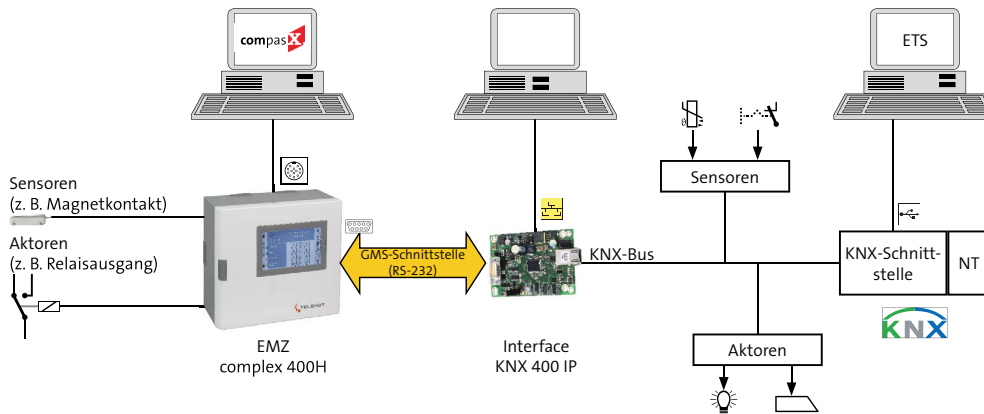 compasX
ETS
Sensoren
(z. B. Magnetkontakt)
Aktoren
(z. B. Relaisausgang)
TELENOT
GMS-Schnittstelle
(RS-232)
EMZ
complex 400H
Interface
KNX 400 IP
KNX-Bus
ϑ
Sensoren
Aktoren
KNX-Schnitt-
stelle
NT
KNX